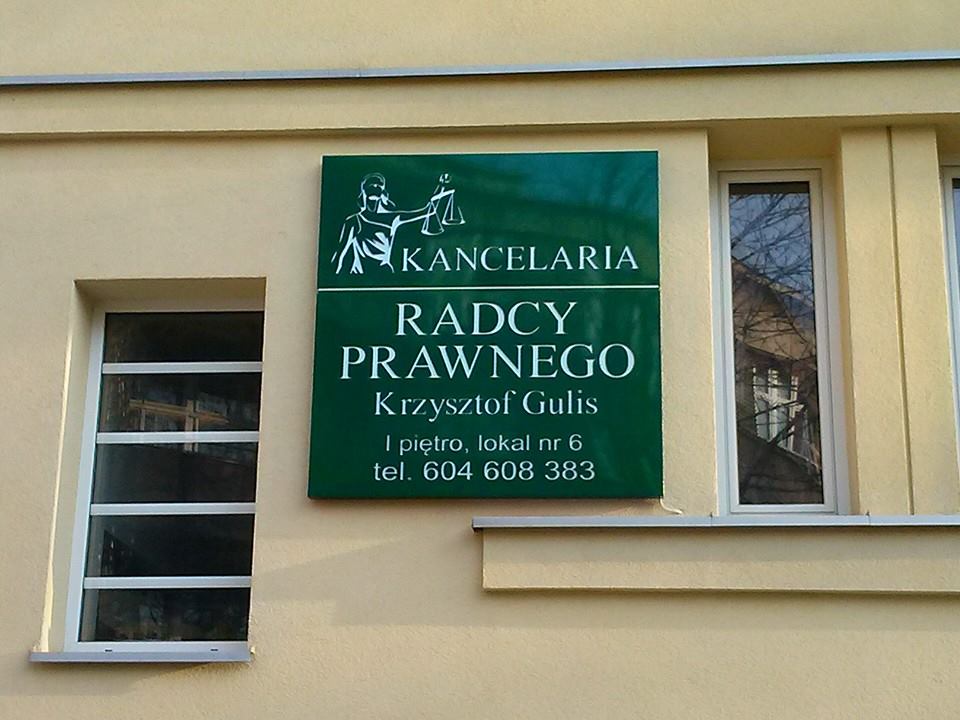 KANCELARIA
RADCY
PRAWNEGO
Krzysztof Gulis
I piętro, lokal nr 6
tel. 604 608 383